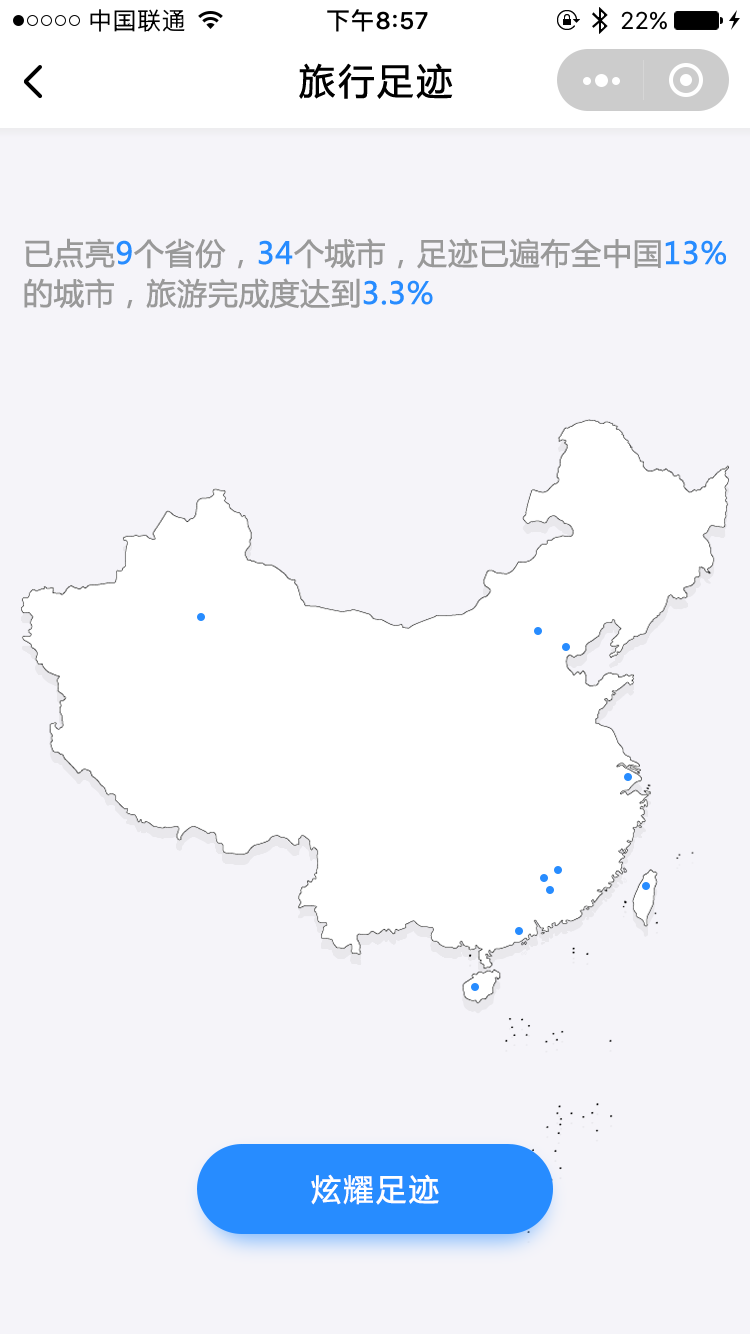 中国联通 下午8:57 22%
旅行足迹
已点亮9个省份，34个城市，足迹已遍布全中国13%
的城市，旅游完成度达到3.3%
炫耀足迹